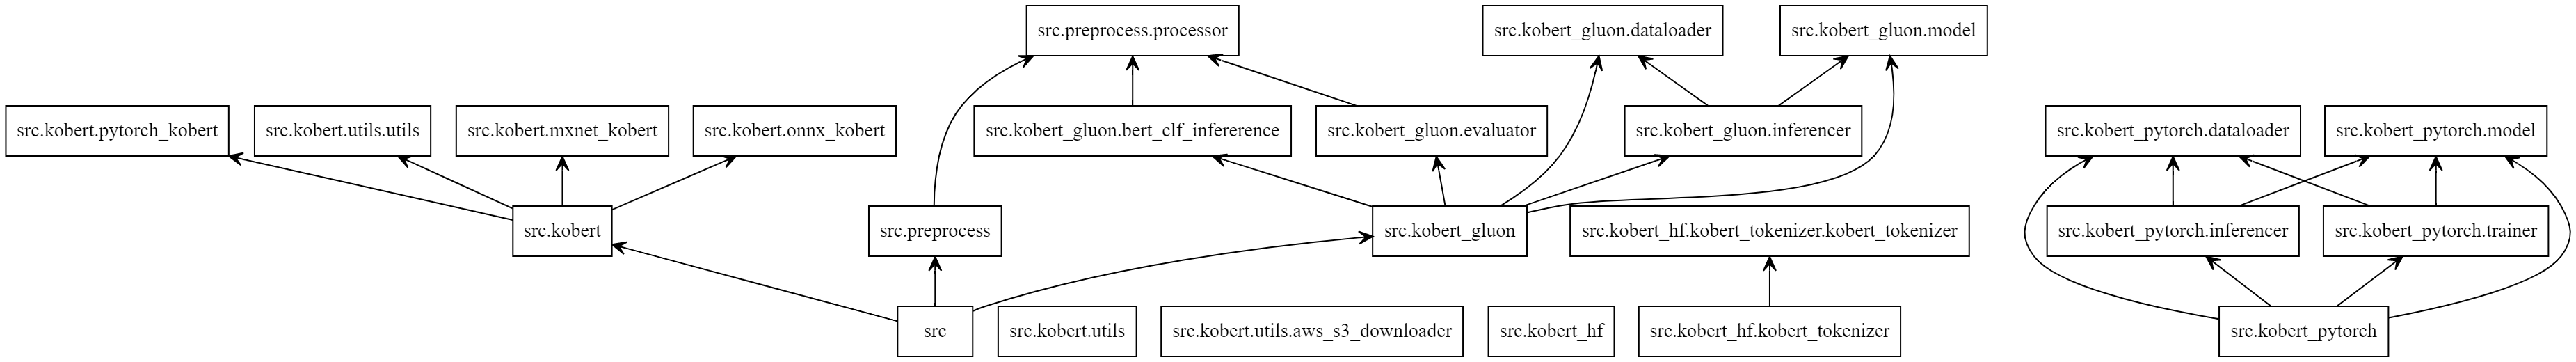 src.preprocess.processor
src.kobert_gluon.dataloader
src.kobert_gluon.model
src.kobert.pytorch_kobert
src.kobert.utils.utils
src.kobert.mxnet_kobert
src.kobert.onnx_kobert
src.kobert_gluon.bert_clf_infererence
src.kobert_gluon.evaluator
src.kobert_gluon.inferencer
src.kobert_pytorch.dataloader
src.kobert_pytorch.model
src.kobert
src.preprocess
src.kobert_gluon
src.kobert_hf.kobert_tokenizer.kobert_tokenizer
src.kobert_pytorch.inferencer
src.kobert_pytorch.trainer
src
src.kobert.utils
src.kobert.utils.aws_s3_downloader
src.kobert_hf
src.kobert_hf.kobert_tokenizer
src.kobert_pytorch